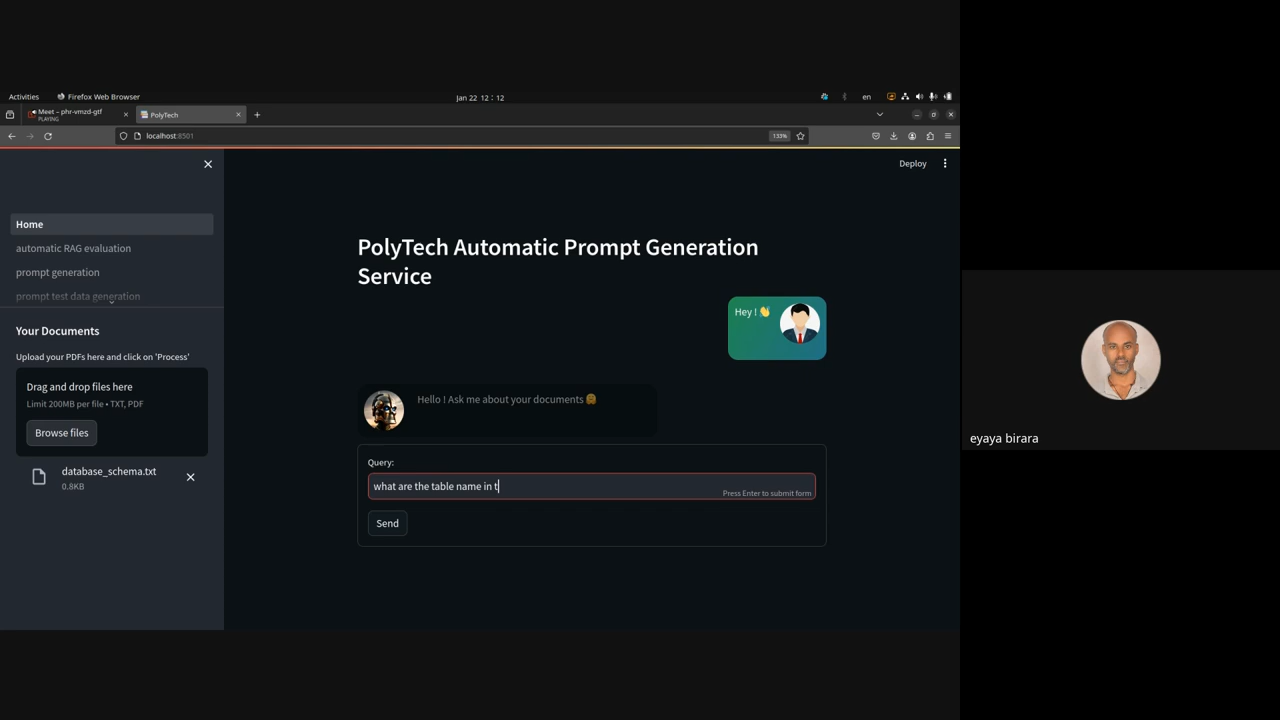 Activities
Firefox Web Browser
Jan 22 12:12
en
Meet – phr-vmzd-gtf
PLAYING
PolyTech
localhost:8501
133%
Deploy
Home
automatic RAG evaluation
prompt generation
prompt test data generation
Your Documents
Upload your PDFs here and click on 'Process'
Drag and drop files here
Limit 200MB per file • TXT, PDF
Browse files
database_schema.txt
0.8KB
PolyTech Automatic Prompt Generation
Service
Hey ! 👋
Hello ! Ask me about your documents 🤗
Query:
what are the table name in t
Press Enter to submit form
Send
eyaya birara